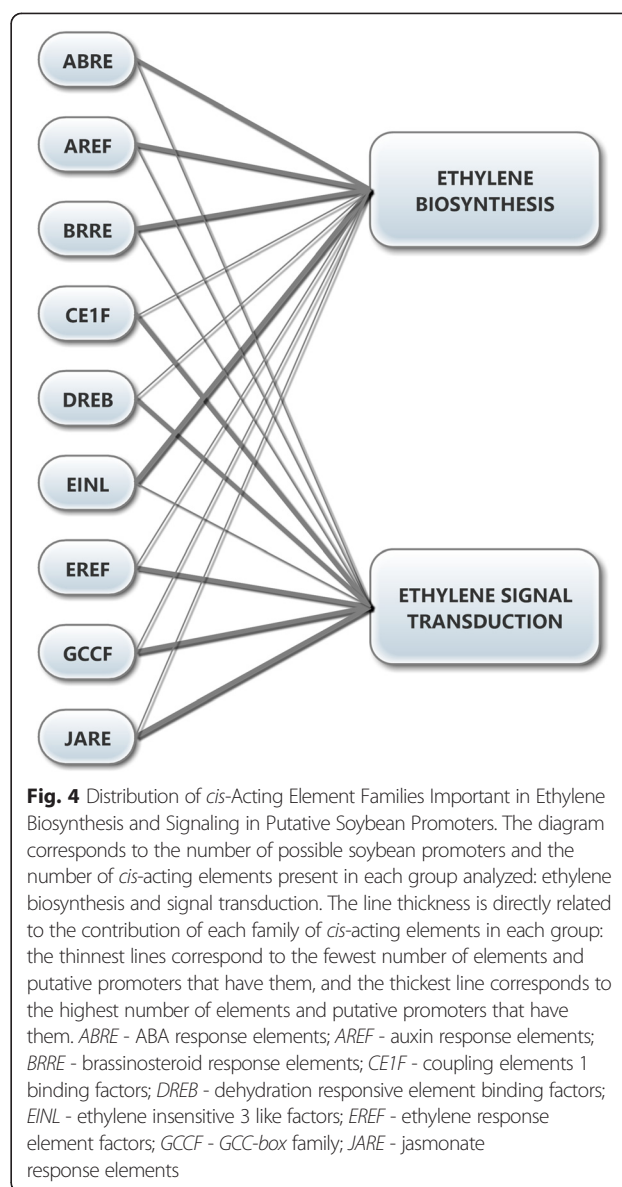 ABRE
AREF
BRRE
CE1F
DREB
EINL
EREF
GCCF
JARE
ETHYLENE
BIOSYNTHESIS
ETHYLENE SIGNAL
TRANSDUCTION
Fig. 4 Distribution of cis-Acting Element Families Important in Ethylene
Biosynthesis and Signaling in Putative Soybean Promoters. The diagram
corresponds to the number of possible soybean promoters and the
number of cis-acting elements present in each group analyzed: ethylene
biosynthesis and signal transduction. The line thickness is directly related
to the contribution of each family of cis-acting elements in each group:
the thinnest lines correspond to the fewest number of elements and
putative promoters that have them, and the thickest line corresponds to
the highest number of elements and putative promoters that have
them. ABRE - ABA response elements; AREF - auxin response elements;
BRRE - brassinosteroid response elements; CE1F - coupling elements 1
binding factors; DREB - dehydration responsive element binding factors;
EINL - ethylene insensitive 3 like factors; EREF - ethylene response
element factors; GCCF - GCC-box family; JARE - jasmonate
response elements